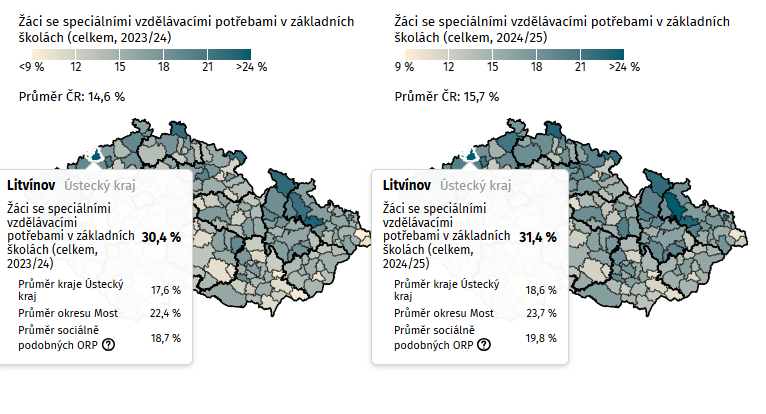 Žáci se speciálními vzdělávacími potřebami v základních
školách (celkem, 2023/24)
<9 % 12 15 18 21 >24 %
Průměr ČR: 14,6 %
Litvínov Ústecký kraj
Žáci se speciálními
vzdělávacími
potřebami v základních
školách (celkem,
2023/24)
30,4 %
Průměr kraje Ústecký
kraj
17,6 %
Průměr okresu Most 22,4 %
Průměr sociálně
podobných ORP ?
18,7 %
Žáci se speciálními vzdělávacími potřebami v základních
školách (celkem, 2024/25)
9 % 12 15 18 21 >24 %
Průměr ČR: 15,7 %
Litvínov Ústecký kraj
Žáci se speciálními
vzdělávacími
potřebami v základních
školách (celkem,
2024/25)
31,4 %
Průměr kraje Ústecký
kraj
18,6 %
Průměr okresu Most 23,7 %
Průměr sociálně
podobných ORP ?
19,8 %